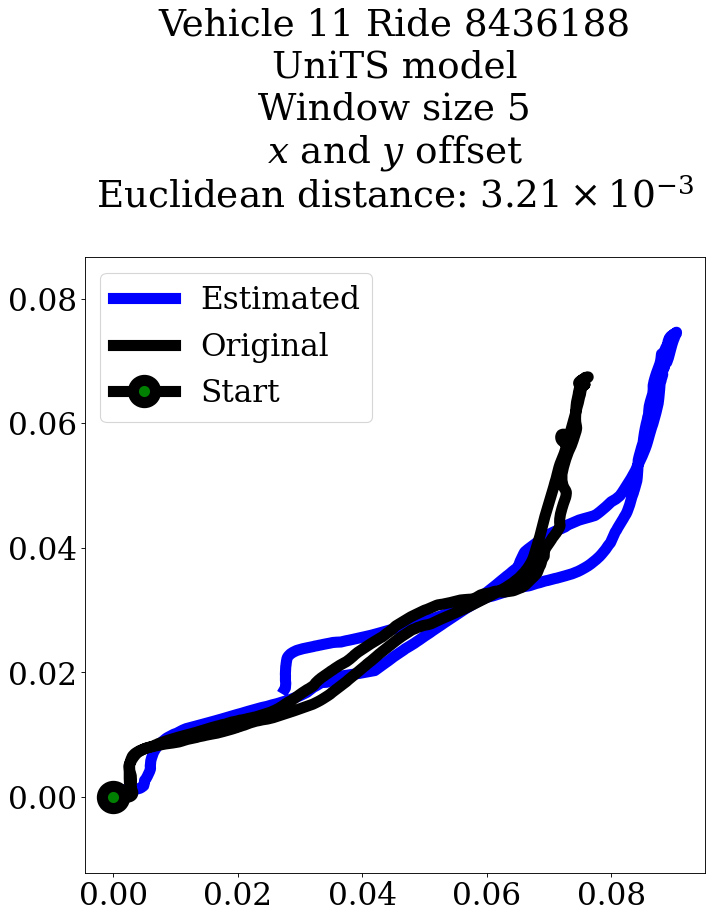 Vehicle 11 Ride 8436188
UniTS model
Window size 5
x and y offset
Euclidean distance: 3.21 × 10⁻³
Estimated
Original
Start
0.08
0.06
0.04
0.02
0.00
0.00 0.02 0.04 0.06 0.08